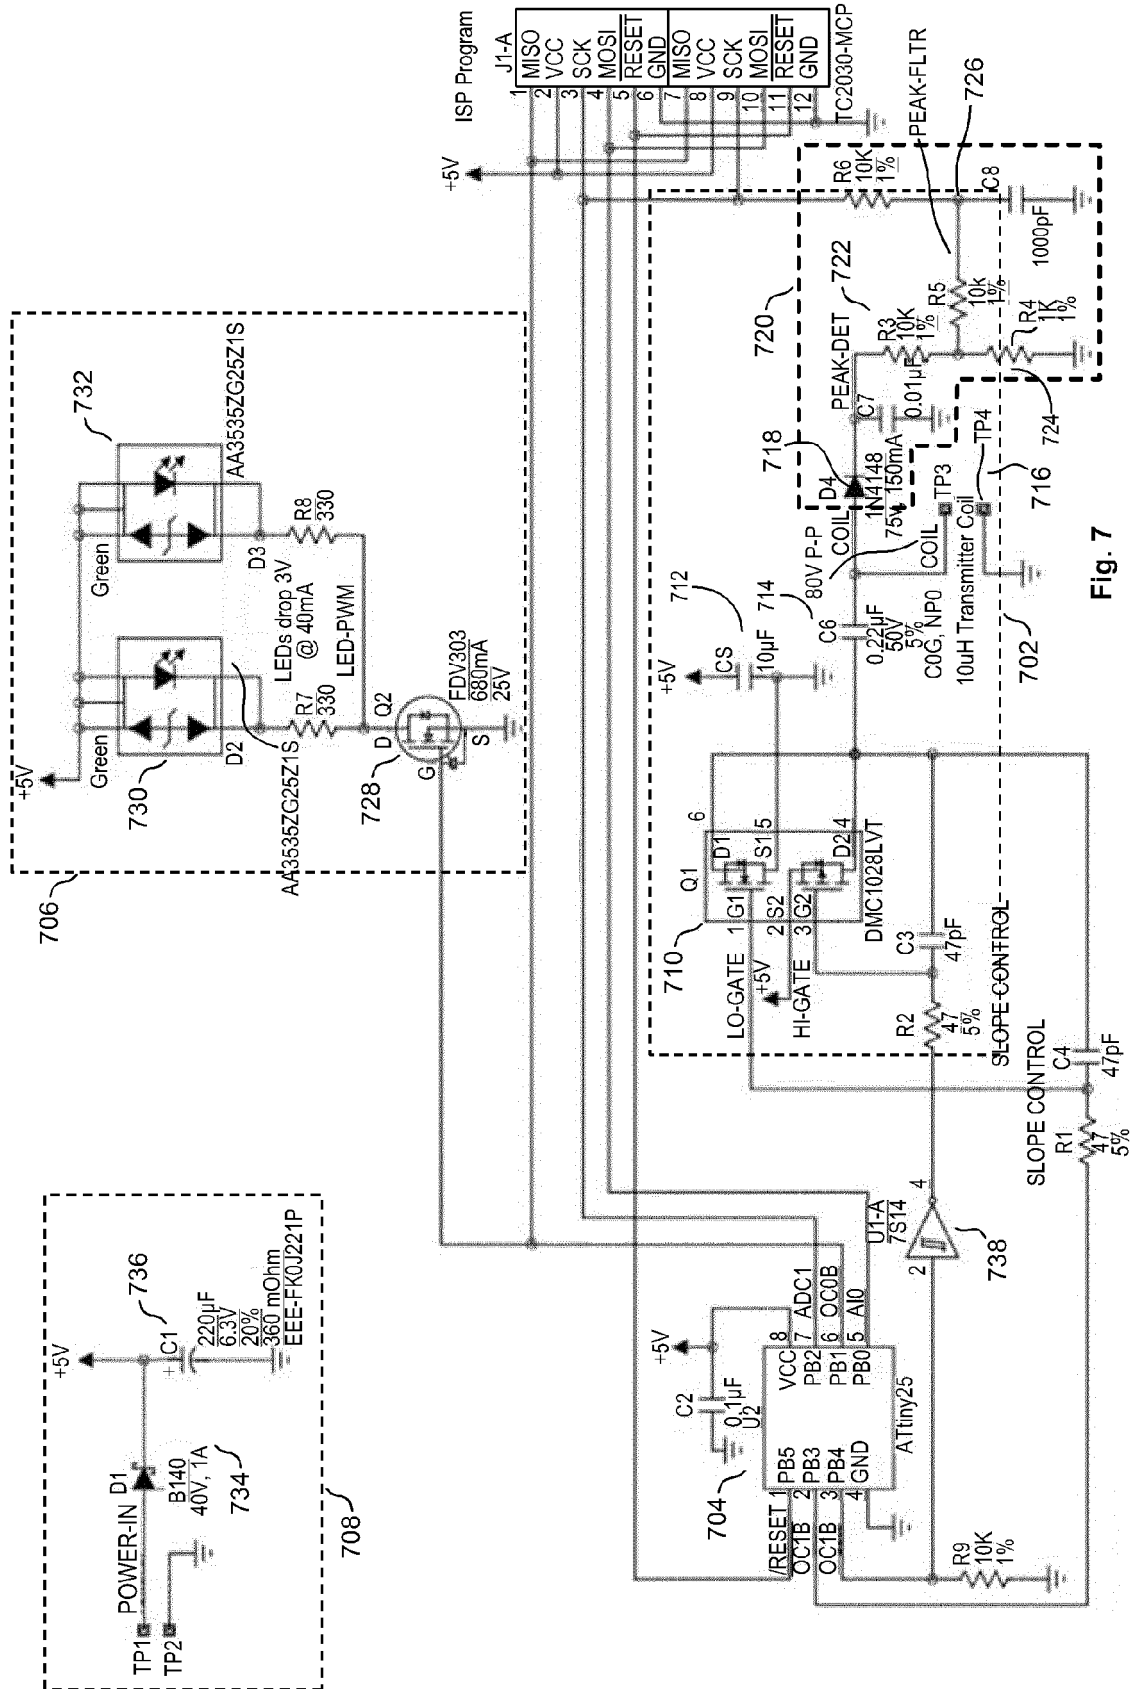 ISP Program
J1-A
1 MISO
2 VCC
3 SCK
4 MOSI
5 RESET
6 GND
7 MISO
8 VCC
9 SCK
10 MOSI
11 RESET
12 GND
TC2030-MCP
+5V
732
AA3535ZG25Z1S
Green
D3
R8
330
LEDs drop 3V
@ 40mA
LED-PWM
+5V
Green
730
D2
AA3535ZG25Z1S
R7
330
Q2
D
G
S
728
FDV303
680mA
25V
706
PEAK-FLTR
726
R6
10K
1%
C8
1000pF
720
722
PEAK-DET
R3
10K
1%
R5
10k
1%
R4
1K
1%
724
C7
0.01µF
718
D4
1N4148
75V, 150mA
TP3
TP4
716
COIL
80V P-P
COIL
10uH Transmitter Coil
702
712
+5V
CS
10µF
714
C6
0.22µF
50V
5%
C0G, NP0
Q1
6
D1
G1
S1 5
S2
G2
D2 4
1
2
3
710
DMC1028LVT
LO-GATE
+5V
HI-GATE
C3
47pF
R2
47
5%
SLOPE CONTROL
SLOPE CONTROL
C4
47pF
R1
47
5%
U1-A
7S14
4
2
738
736
+5V
+
C1
220µF
6.3V
20%
360 mOhm
EEE-FK0J221P
POWER-IN
D1
B140
40V, 1A
734
TP1
TP2
708
+5V
C2
0.1µF
U2
704
VCC 8
PB2 7 ADC1
PB1 6 OC0B
PB0 5 AI0
ATtiny25
/RESET 1 PB5
OC1B 2 PB3
OC1B 3 PB4
4 GND
R9
10K
1%
Fig. 7